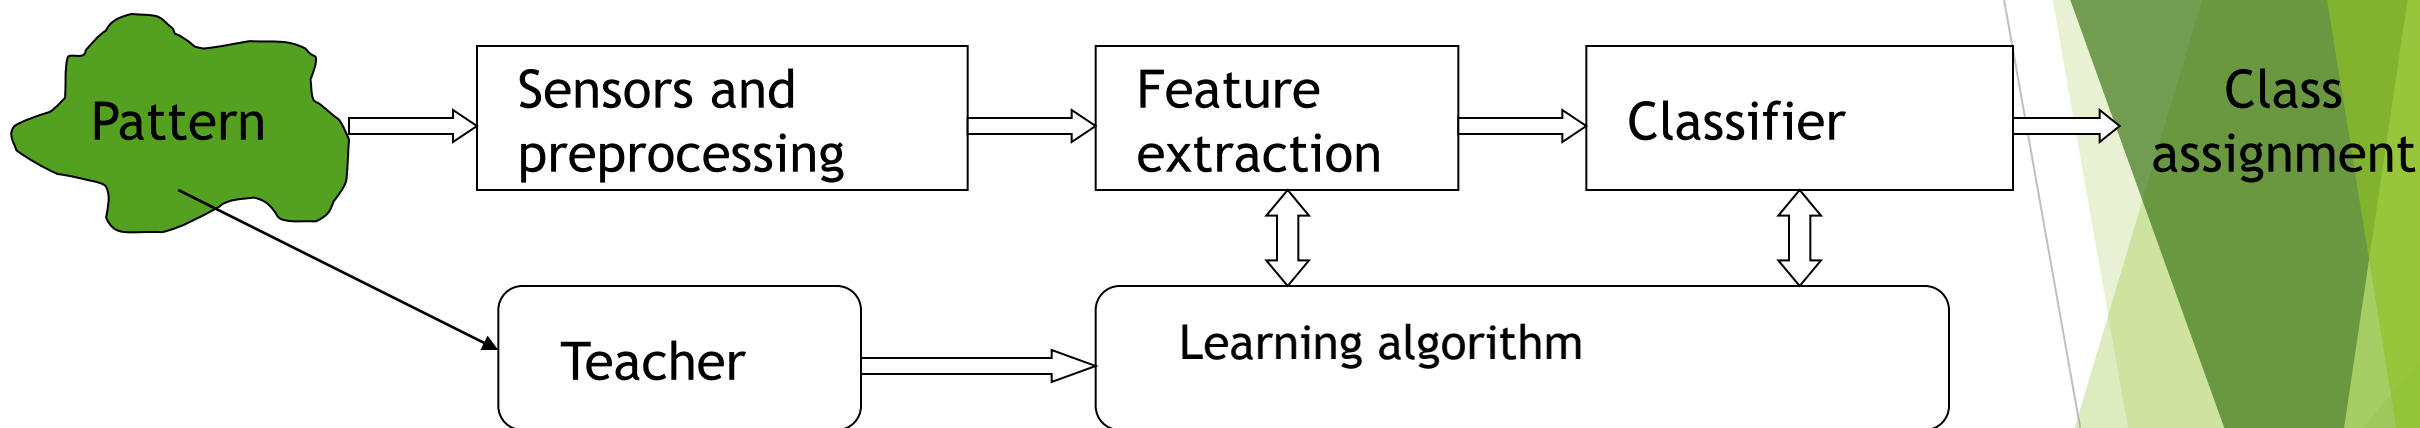 Pattern
Sensors and
preprocessing
Feature
extraction
Classifier
Class
assignment
Teacher
Learning algorithm